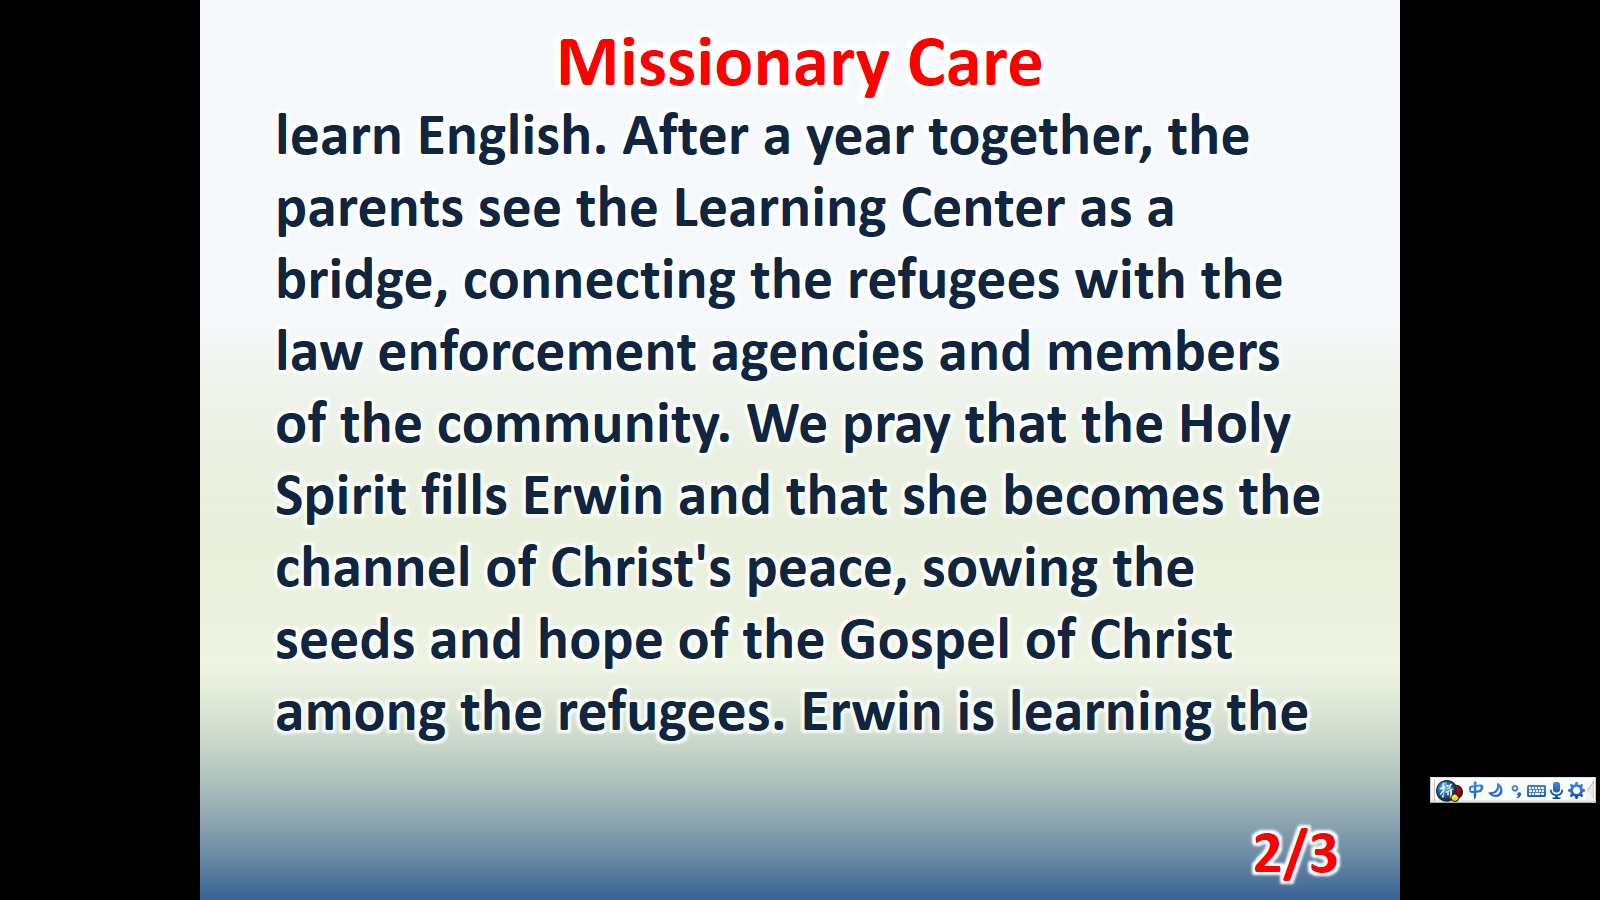 Missionary Care
learn English. After a year together, the
parents see the Learning Center as a
bridge, connecting the refugees with the
law enforcement agencies and members
of the community. We pray that the Holy
Spirit fills Erwin and that she becomes the
channel of Christ's peace, sowing the
seeds and hope of the Gospel of Christ
among the refugees. Erwin is learning the
中
2/3